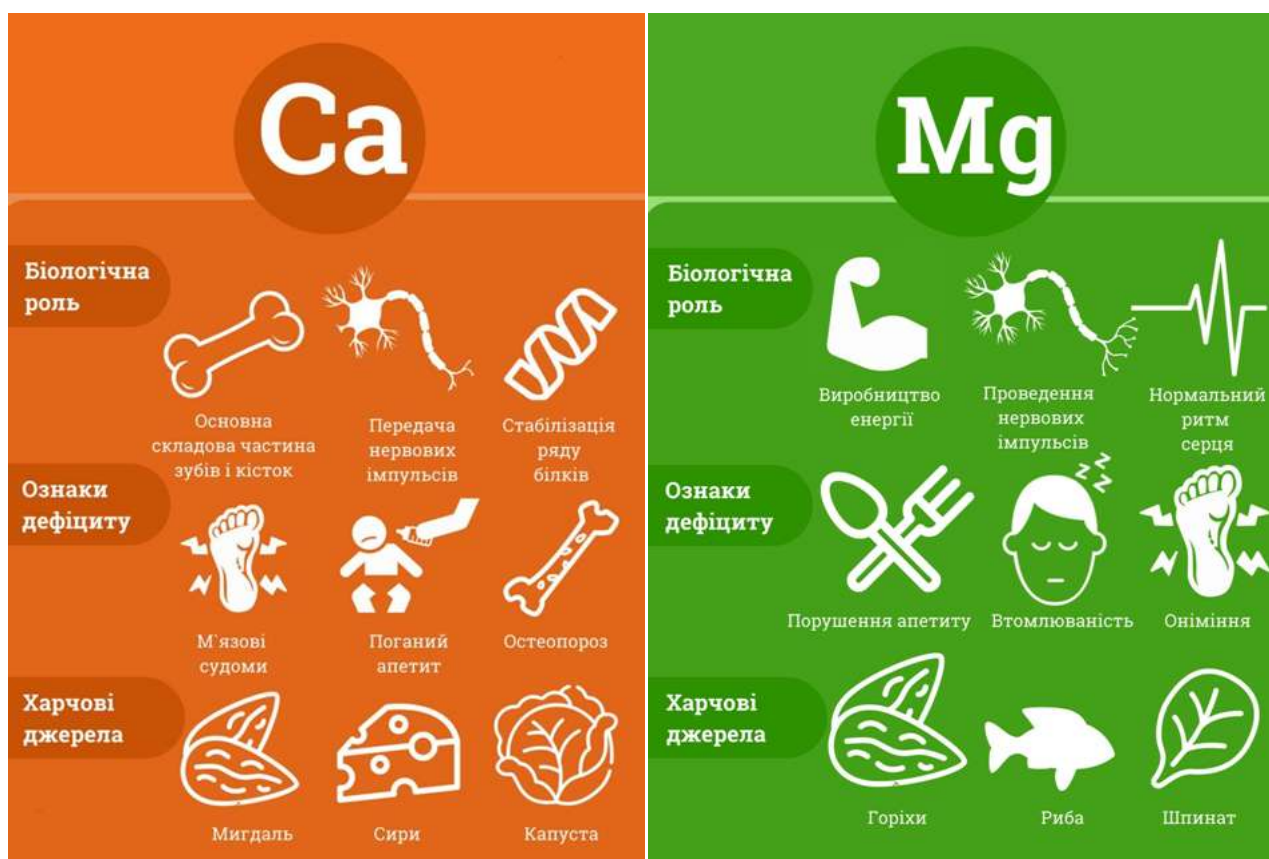 Ca
Біологічна
роль
Основна
складова частина
зубів і кісток
Передача
нервових
імпульсів
Стабілізація
ряду
білків
Ознаки
дефіциту
М`язові
судоми
Поганий
апетит
Остеопороз
Харчові
джерела
Мигдаль
Сири
Капуста
Mg
Біологічна
роль
Виробництво
енергії
Проведення
нервових
імпульсів
Нормальний
ритм
серця
Ознаки
дефіциту
z z z
Порушення апетиту
Втомлюваність
Оніміння
Харчові
джерела
Горіхи
Риба
Шпинат